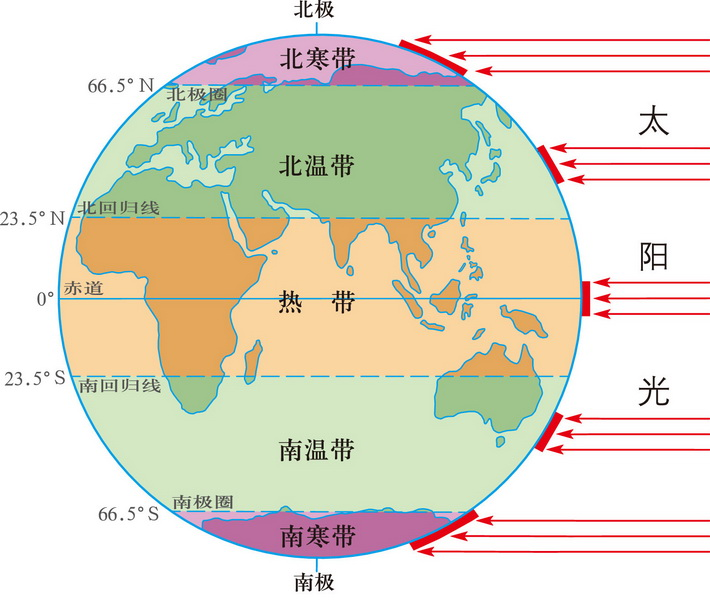 北极
北寒带
66.5°N
北极圈
太
北温带
北回归线
23.5°N
阳
赤道
0°
热 带
23.5°S
南回归线
光
南温带
南极圈
66.5°S
南寒带
南极